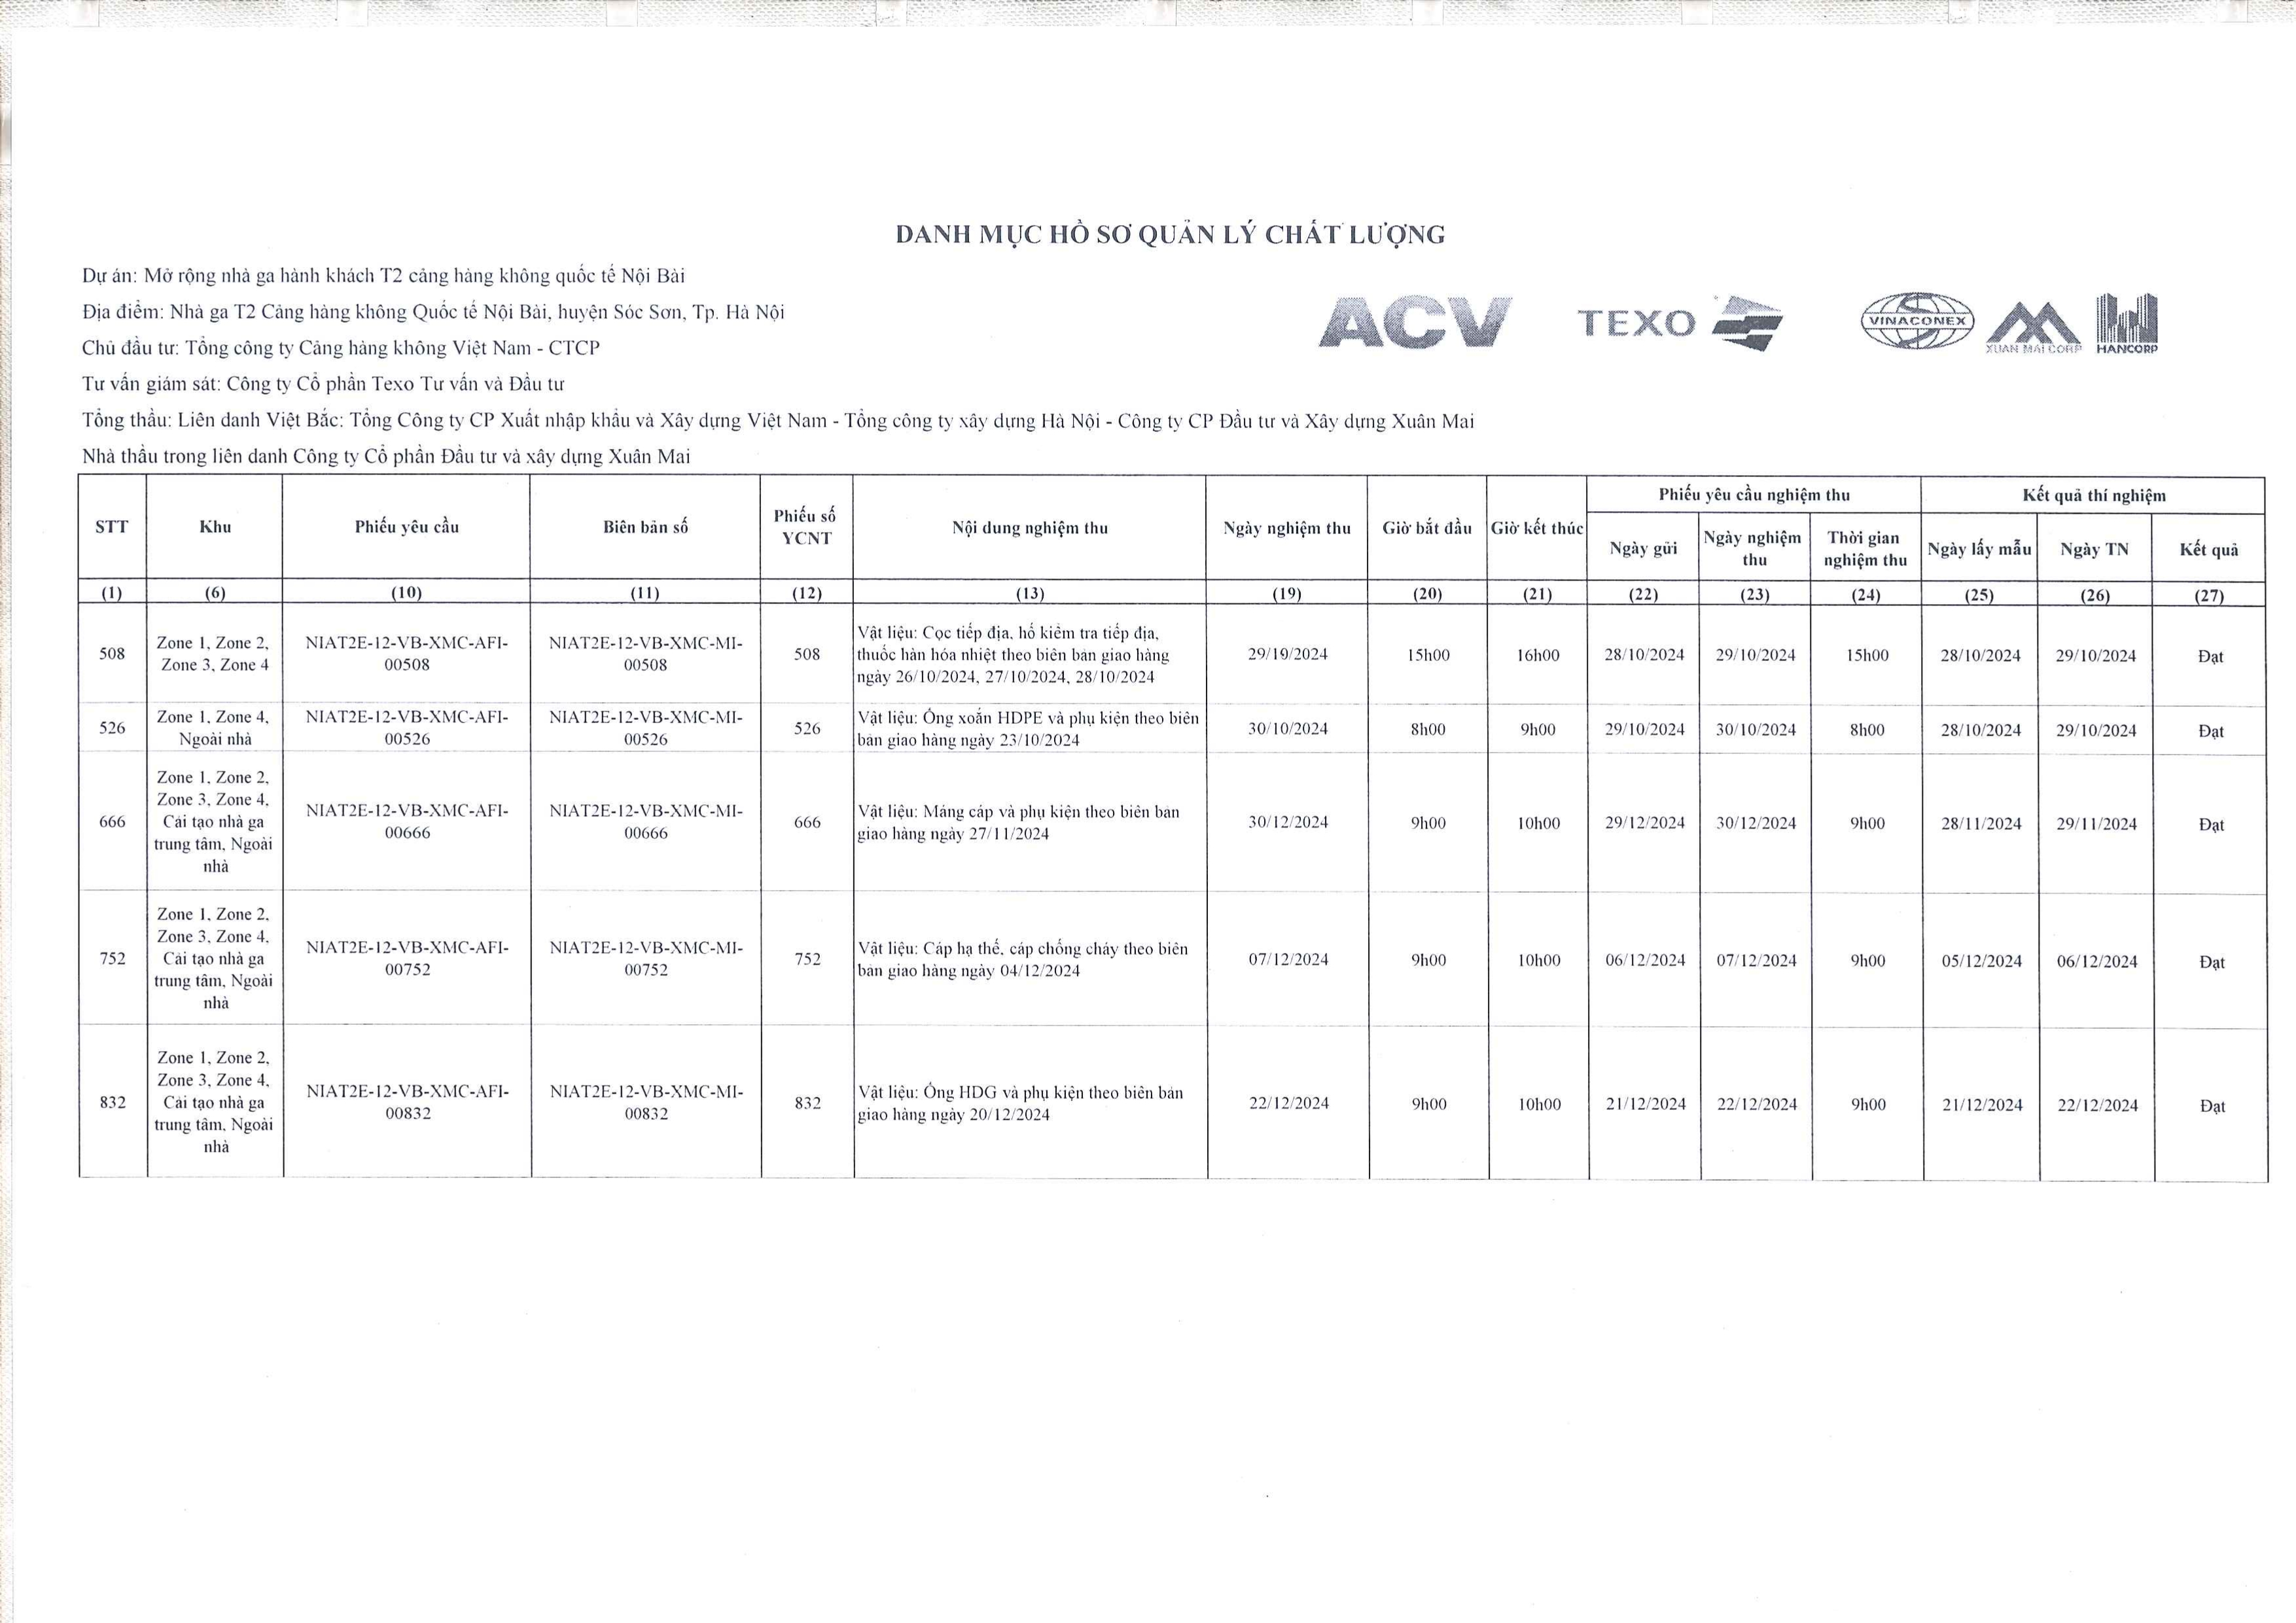 DANH MỤC HỒ SƠ QUẢN LÝ CHẤT LƯỢNG
Dự án: Mở rộng nhà ga hành khách T2 cảng hàng không quốc tế Nội Bài
Địa điểm: Nhà ga T2 Cảng hàng không Quốc tế Nội Bài, huyện Sóc Sơn, Tp. Hà Nội
ACV TEXO VINACONEX XUAN MAI CORP HANCORP
Chủ đầu tư: Tổng công ty Cảng hàng không Việt Nam - CTCP
Tư vấn giám sát: Công ty Cổ phần Texo Tư vấn và Đầu tư
Tổng thầu: Liên danh Việt Bắc: Tổng Công ty CP Xuất nhập khẩu và Xây dựng Việt Nam - Tổng công ty xây dựng Hà Nội - Công ty CP Đầu tư và Xây dựng Xuân Mai
Nhà thầu trong liên danh Công ty Cổ phần Đầu tư và xây dựng Xuân Mai
STT Khu Phiếu yêu cầu Biên bản số Phiếu số YCNT Nội dung nghiệm thu Ngày nghiệm thu Giờ bắt đầu Giờ kết thúc Phiếu yêu cầu nghiệm thu Kết quả thí nghiệm
Ngày gửi Ngày nghiệm thu Thời gian nghiệm thu Ngày lấy mẫu Ngày TN Kết quả
(1) (6) (10) (11) (12) (13) (19) (20) (21) (22) (23) (24) (25) (26) (27)
508 Zone 1, Zone 2, Zone 3, Zone 4 NIAT2E-12-VB-XMC-AFI-00508 NIAT2E-12-VB-XMC-MI-00508 508 Vật liệu: Cọc tiếp địa, hố kiểm tra tiếp địa, thuốc hàn hóa nhiệt theo biên bản giao hàng ngày 26/10/2024, 27/10/2024, 28/10/2024 29/10/2024 15h00 16h00 28/10/2024 29/10/2024 15h00 28/10/2024 29/10/2024 Đạt
526 Zone 1, Zone 4, Ngoài nhà NIAT2E-12-VB-XMC-AFI-00526 NIAT2E-12-VB-XMC-MI-00526 526 Vật liệu: Ống xoắn HDPE và phụ kiện theo biên bản giao hàng ngày 23/10/2024 30/10/2024 8h00 9h00 29/10/2024 30/10/2024 8h00 28/10/2024 29/10/2024 Đạt
666 Zone 1, Zone 2, Zone 3, Zone 4, Cải tạo nhà ga trung tâm, Ngoài nhà NIAT2E-12-VB-XMC-AFI-00666 NIAT2E-12-VB-XMC-MI-00666 666 Vật liệu: Máng cáp và phụ kiện theo biên bản giao hàng ngày 27/11/2024 30/12/2024 9h00 10h00 29/12/2024 30/12/2024 9h00 28/11/2024 29/11/2024 Đạt
752 Zone 1, Zone 2, Zone 3, Zone 4, Cải tạo nhà ga trung tâm, Ngoài nhà NIAT2E-12-VB-XMC-AFI-00752 NIAT2E-12-VB-XMC-MI-00752 752 Vật liệu: Cáp hạ thế, cáp chống cháy theo biên bản giao hàng ngày 04/12/2024 07/12/2024 9h00 10h00 06/12/2024 07/12/2024 9h00 05/12/2024 06/12/2024 Đạt
832 Zone 1, Zone 2, Zone 3, Zone 4, Cải tạo nhà ga trung tâm, Ngoài nhà NIAT2E-12-VB-XMC-AFI-00832 NIAT2E-12-VB-XMC-MI-00832 832 Vật liệu: Ống HDG và phụ kiện theo biên bản giao hàng ngày 20/12/2024 22/12/2024 9h00 10h00 21/12/2024 22/12/2024 9h00 21/12/2024 22/12/2024 Đạt